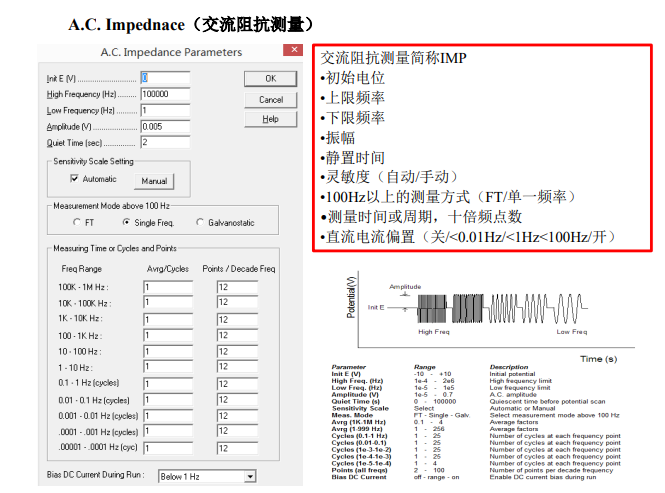 A.C. Impednace（交流阻抗测量）
A.C. Impedance Parameters
Init E (V) 0
High Frequency (Hz) 100000
Low Frequency (Hz) 1
Amplitude (V) 0.005
Quiet Time (sec) 2
OK
Cancel
Help
Sensitivity Scale Setting
Automatic Manual
Measurement Mode above 100 Hz
FT Single Freq. Galvanostatic
Measuring Time or Cycles and Points
Freq Range Avrg/Cycles Points / Decade Freq
100K - 1M Hz : 1 12
10K - 100K Hz : 1 12
1K - 10K Hz : 1 12
100 - 1K Hz : 1 12
10 - 100 Hz : 1 12
1 - 10 Hz : 1 12
0.1 - 1 Hz (cycles) 1 12
0.01 - 0.1 Hz (cycles) 1 12
0.001 - 0.01 Hz (cycles) 1 12
.0001 - .001 Hz (cycles) 1 12
.00001 - .0001 Hz (cyc) 1 12
Bias DC Current During Run : Below 1 Hz
交流阻抗测量简称IMP
•初始电位
•上限频率
•下限频率
•振幅
•静置时间
•灵敏度（自动/手动）
•100Hz以上的测量方式（FT/单一频率）
•测量时间或周期，十倍频点数
•直流电流偏置（关/<0.01Hz/<1Hz<100Hz/开）
Potential(V)
Amplitude
Init E
High Freq Low Freq
Time (s)
Parameter Range Description
Init E (V) -10 - +10 Initial potential
High Freq. (Hz) 1e-4 - 2e6 High frequency limit
Low Freq. (Hz) 1e-5 - 1e5 Low frequency limit
Amplitude (V) 1e-5 - 0.7 A.C. amplitude
Quiet Time (s) 0 - 100000 Quiescent time before potential scan
Sensitivity Scale Select Automatic or Manual
Meas. Mode FT - Single - Galv. Select measurement mode above 100 Hz
Avrg (1K-1M Hz) 0.1 - 4 Average factors
Avrg (1-999 Hz) 1 - 256 Average factors
Cycles (0.1-1 Hz) 1 - 25 Number of cycles at each frequency point
Cycles (0.01-0.1) 1 - 25 Number of cycles at each frequency point
Cycles (1e-3-1e-2) 1 - 25 Number of cycles at each frequency point
Cycles (1e-4-1e-3) 1 - 25 Number of cycles at each frequency point
Cycles (1e-5-1e-4) 1 - 4 Number of cycles at each frequency point
Points (all freqs) 2 - 100 Number of points per decade frequency
Bias DC Current off - range - on Enable DC current bias during run